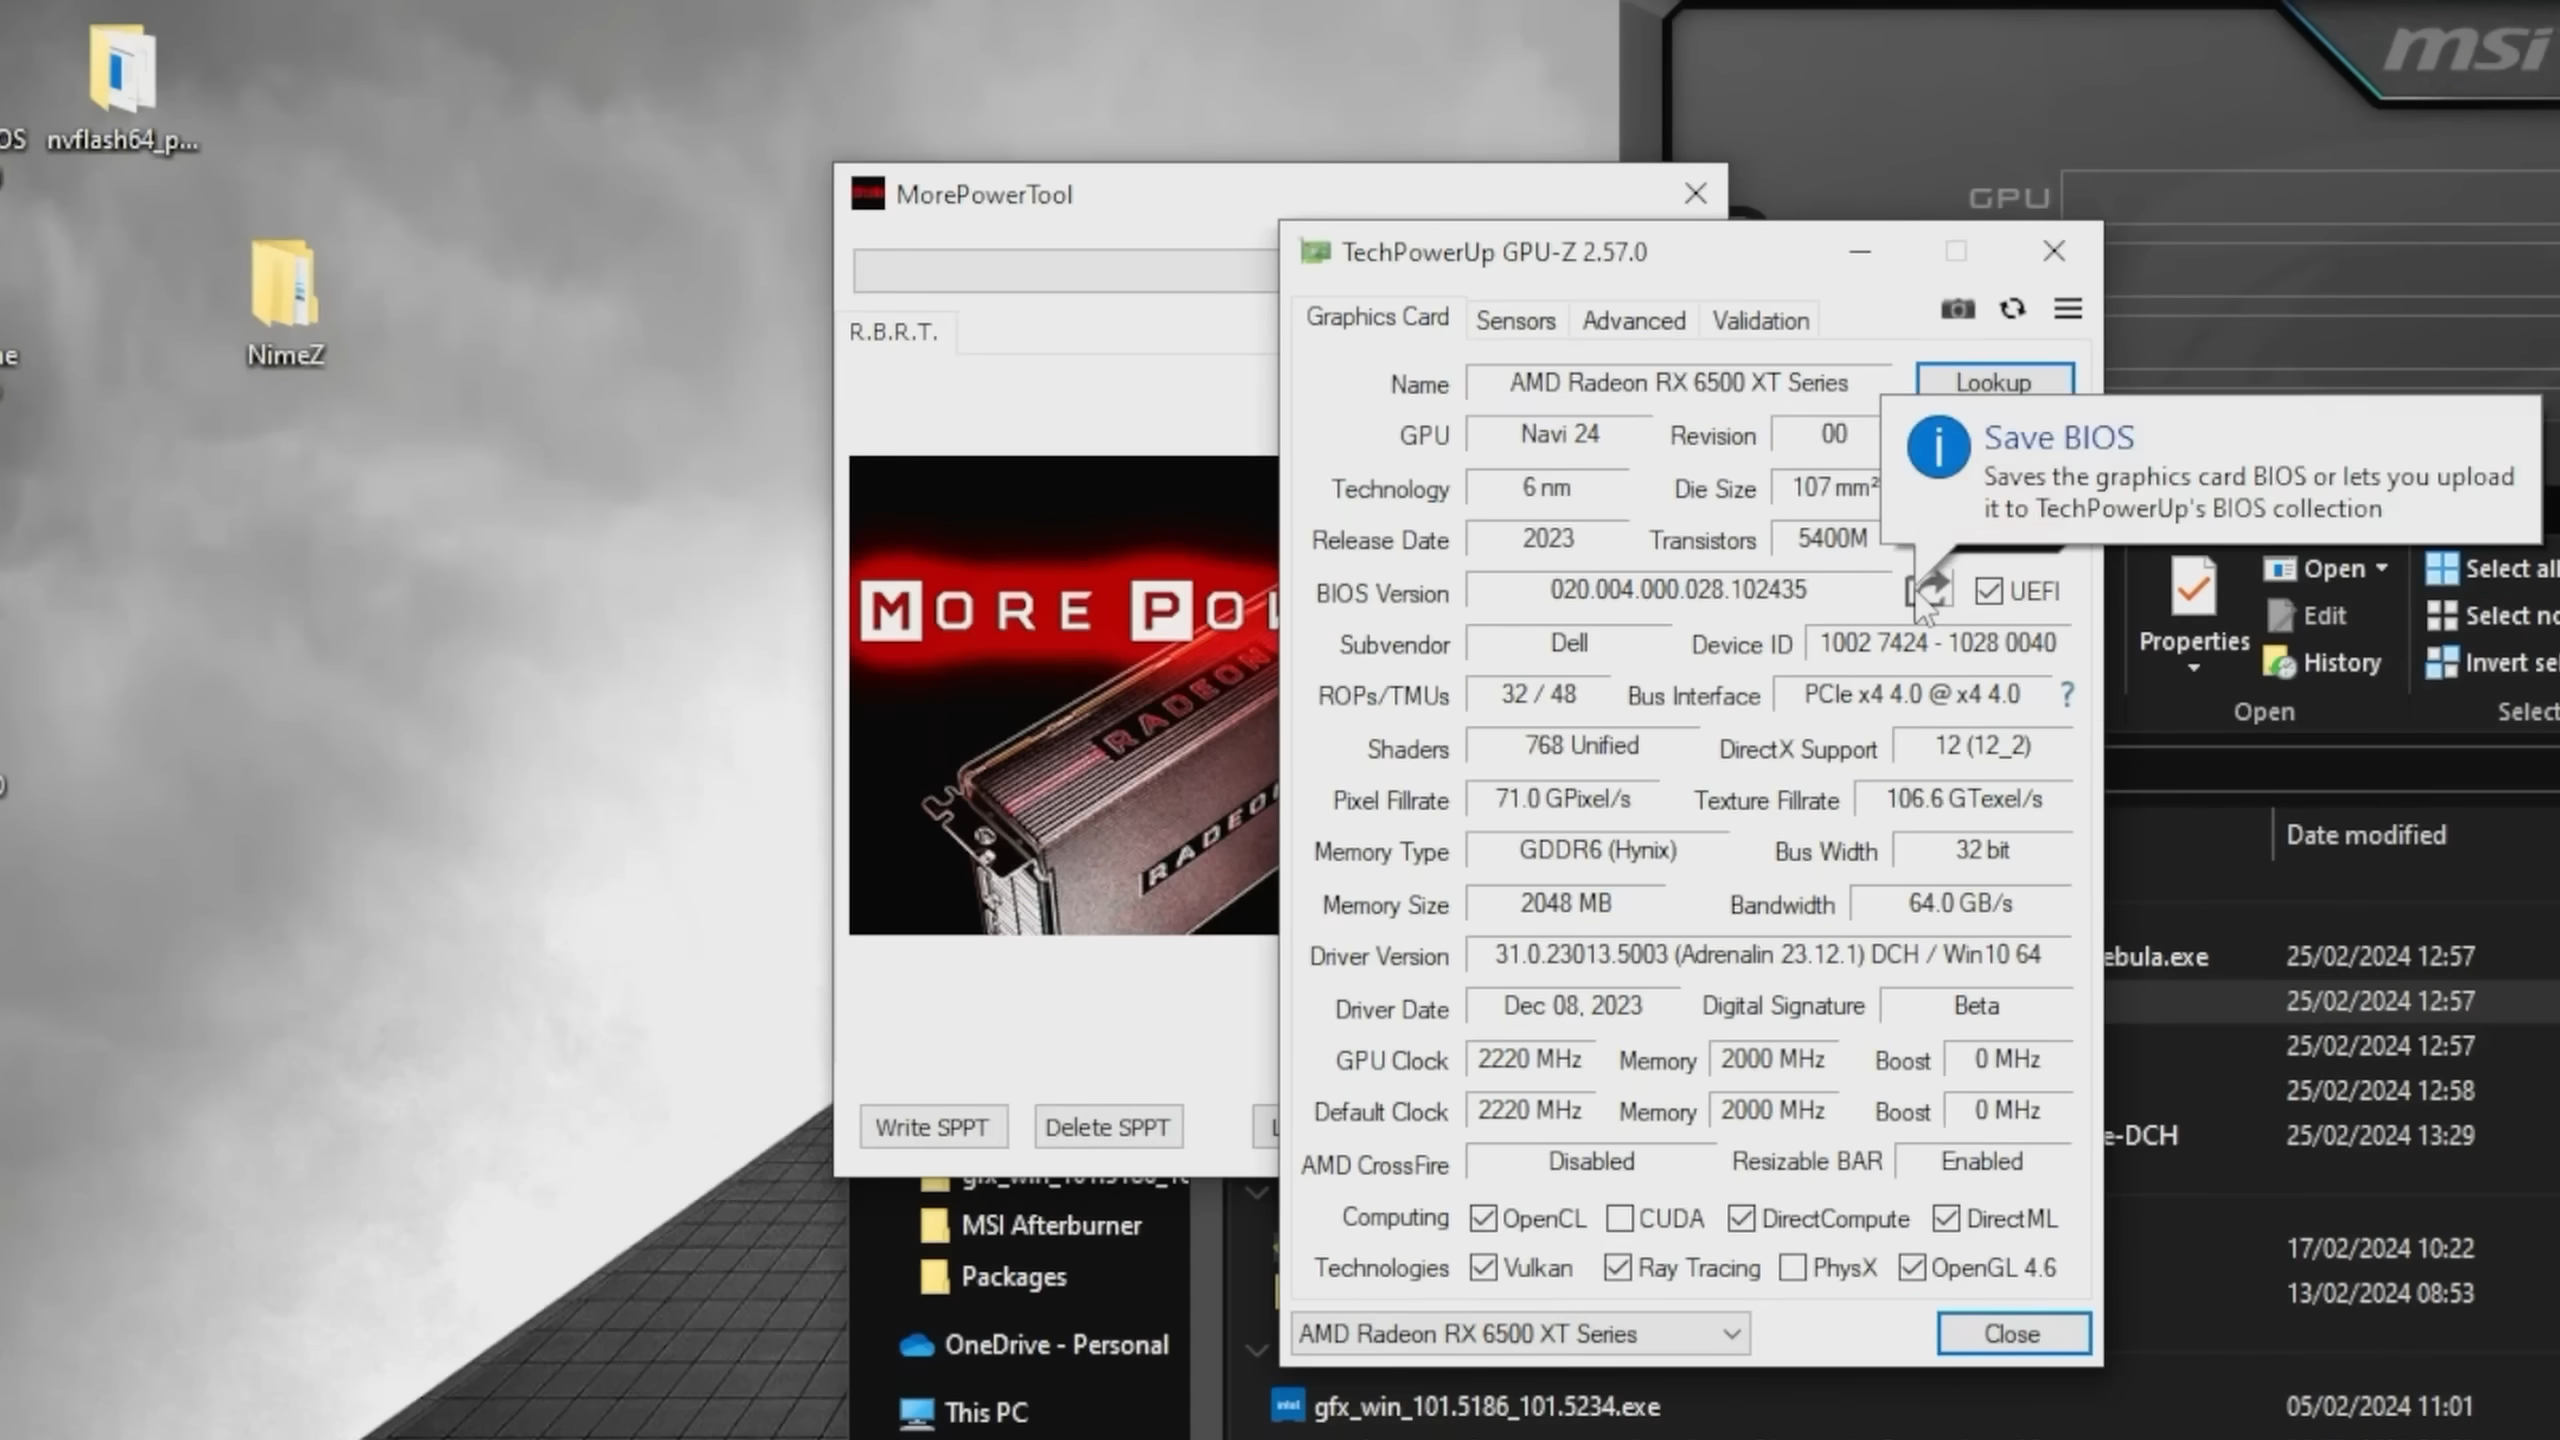 msi
OS
nvflash64_p...
NimeZ
MorePowerTool
R.B.R.T.
GPU
TechPowerUp GPU-Z 2.57.0
Graphics Card
Sensors
Advanced
Validation
Name
AMD Radeon RX 6500 XT Series
Lookup
GPU
Navi 24
Revision
00
Save BIOS
Saves the graphics card BIOS or lets you upload
it to TechPowerUp's BIOS collection
Technology
6 nm
Die Size
107 mm²
Release Date
2023
Transistors
5400M
BIOS Version
020.004.000.028.102435
UEFI
Subvendor
Dell
Device ID
1002 7424 - 1028 0040
ROPs/TMUs
32 / 48
Bus Interface
PCIe x4 4.0 @ x4 4.0
?
Shaders
768 Unified
DirectX Support
12 (12_2)
Pixel Fillrate
71.0 GPixel/s
Texture Fillrate
106.6 GTexel/s
Memory Type
GDDR6 (Hynix)
Bus Width
32 bit
Memory Size
2048 MB
Bandwidth
64.0 GB/s
Driver Version
31.0.23013.5003 (Adrenalin 23.12.1) DCH / Win10 64
Driver Date
Dec 08, 2023
Digital Signature
Beta
GPU Clock
2220 MHz
Memory
2000 MHz
Boost
0 MHz
Default Clock
2220 MHz
Memory
2000 MHz
Boost
0 MHz
AMD CrossFire
Disabled
Resizable BAR
Enabled
Computing
OpenCL
CUDA
DirectCompute
DirectML
Technologies
Vulkan
Ray Tracing
PhysX
OpenGL 4.6
AMD Radeon RX 6500 XT Series
Close
MORE PO
RADEON
RADEO
Write SPPT
Delete SPPT
MSI Afterburner
Packages
OneDrive - Personal
This PC
gfx_win_101.5186_101.5234.exe
Properties
Open
Edit
History
Open
Select all
Select no
Invert sel
Select
Date modified
ebula.exe
25/02/2024 12:57
25/02/2024 12:57
25/02/2024 12:57
25/02/2024 12:58
e-DCH
25/02/2024 13:29
17/02/2024 10:22
13/02/2024 08:53
05/02/2024 11:01